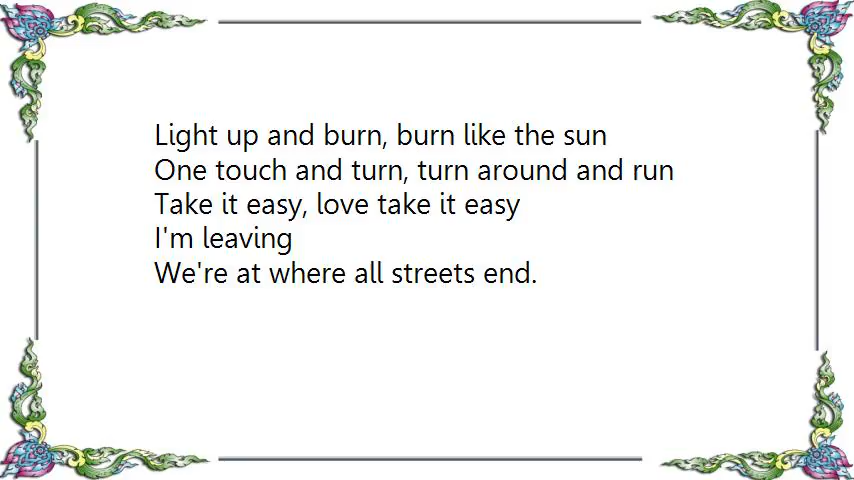 Light up and burn, burn like the sun
One touch and turn, turn around and run
Take it easy, love take it easy
I'm leaving
We're at where all streets end.